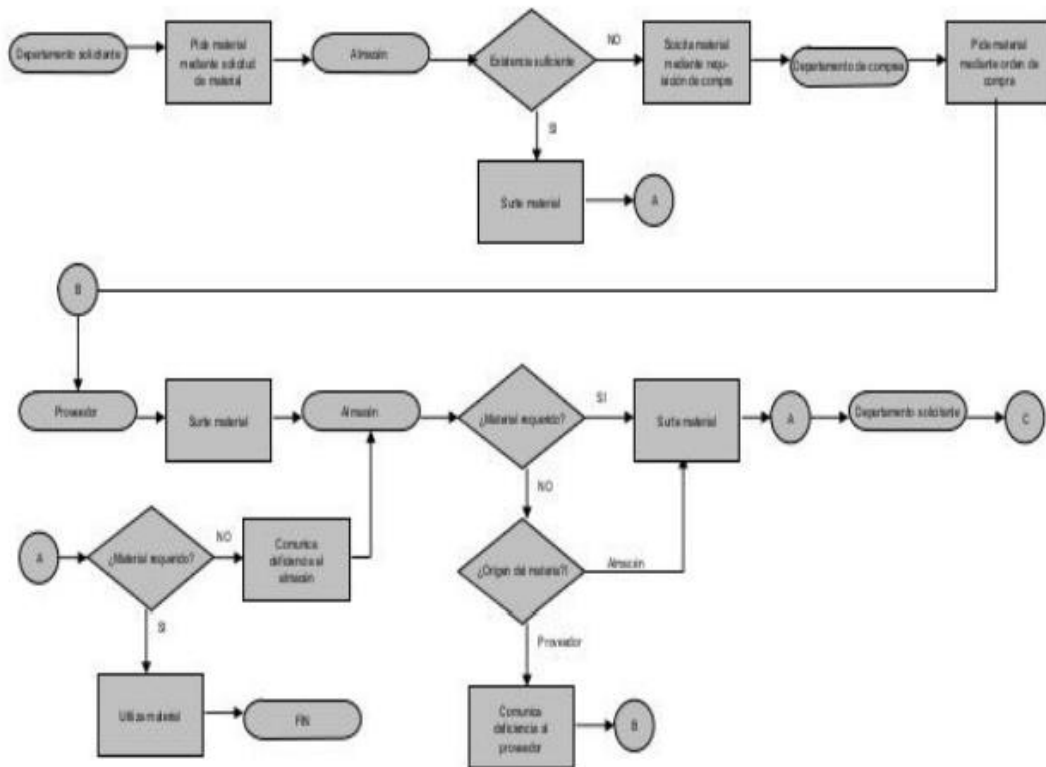 Departamento solicitante
Pide material
mediante solicitud
de material
Almacén
Existencia suficiente
NO
Solicita material
mediante requi-
sición de compra
Departamento de compras
Pide material
mediante orden de
compra
SI
Surte material
A
B
Proveedor
Surte material
Almacén
¿Material requerido?
SI
Surte material
A
Departamento solicitante
C
NO
A
¿Material requerido?
NO
Comunica
deficiencia al
almacén
¿Origen del material?
Almacén
SI
Proveedor
Utiliza material
FIN
Comunica
deficiencia al
proveedor
B